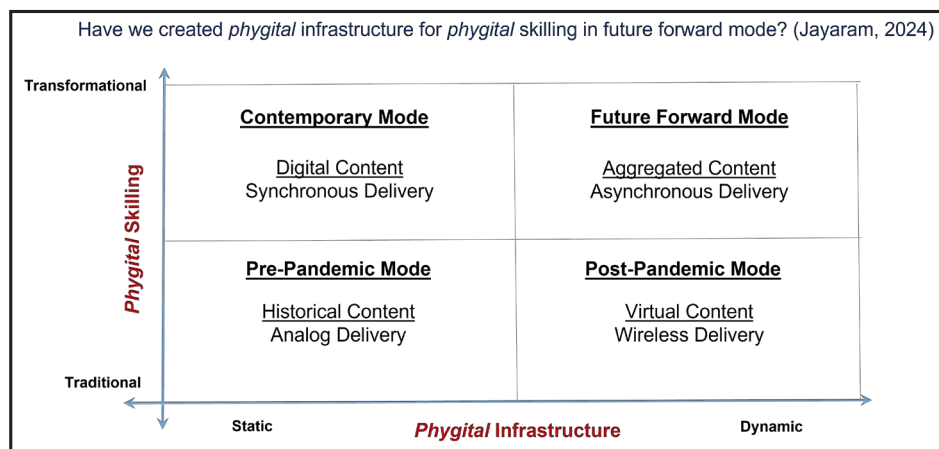 Have we created phygital infrastructure for phygital skilling in future forward mode? (Jayaram, 2024)
Transformational
Contemporary Mode
Future Forward Mode
Digital Content
Synchronous Delivery
Aggregated Content
Asynchronous Delivery
Phygital Skilling
Pre-Pandemic Mode
Post-Pandemic Mode
Historical Content
Analog Delivery
Virtual Content
Wireless Delivery
Traditional
Static
Phygital Infrastructure
Dynamic